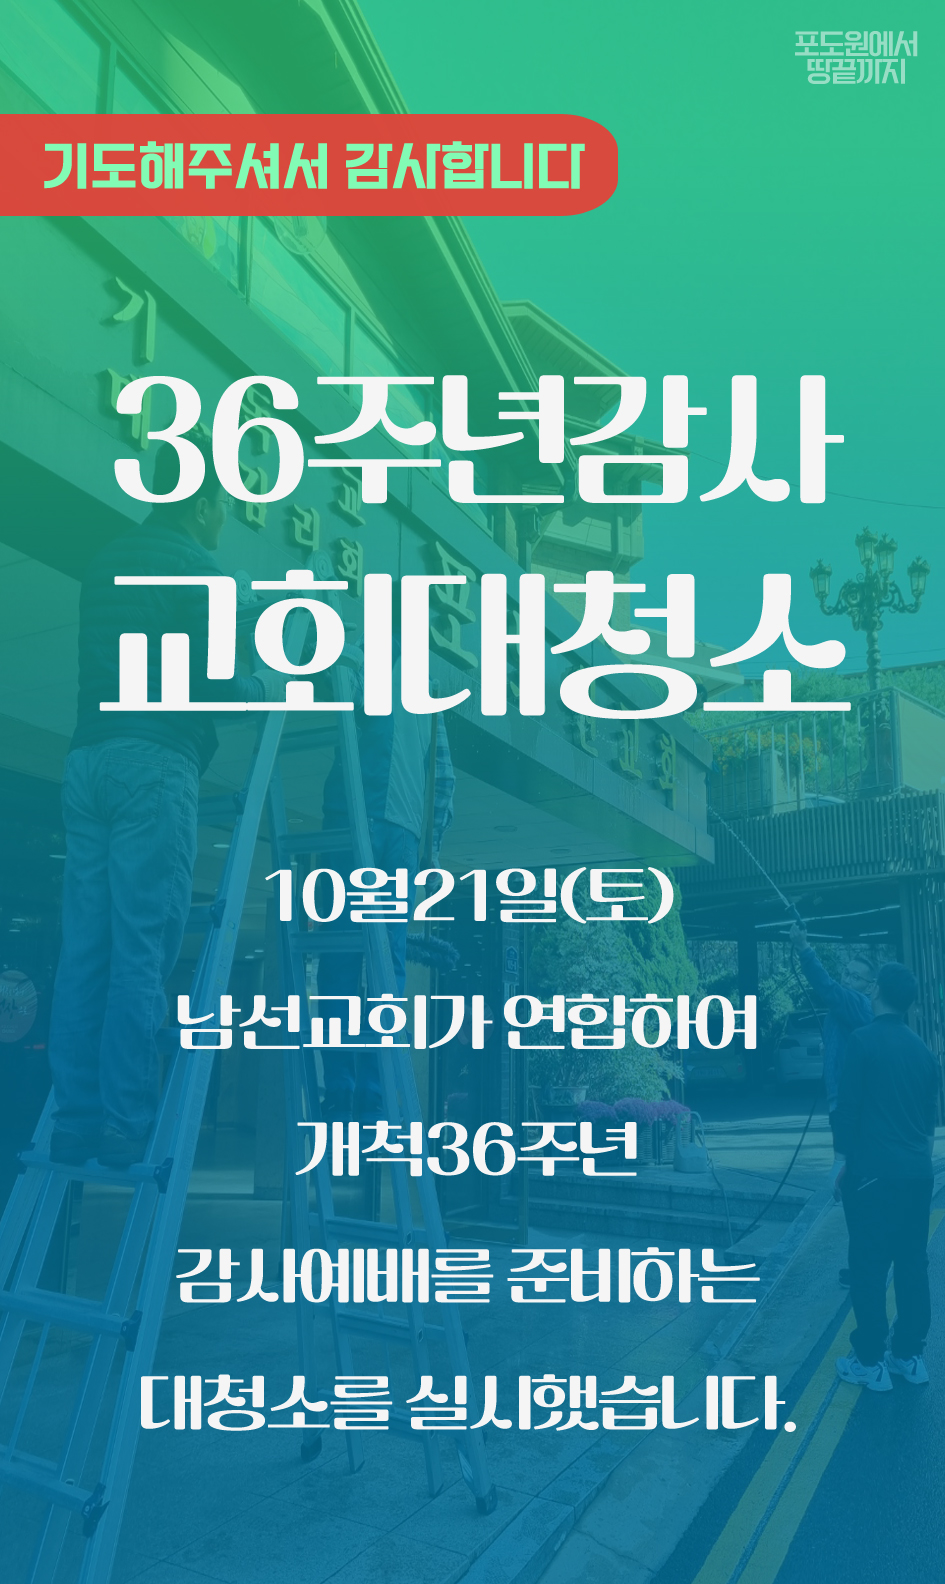 포도원에서
땅끝까지
기도해주셔서 감사합니다
36주년감사
교회대청소
10월21일(토)
남선교회가 연합하여
개척36주년
감사예배를 준비하는
대청소를 실시했습니다.